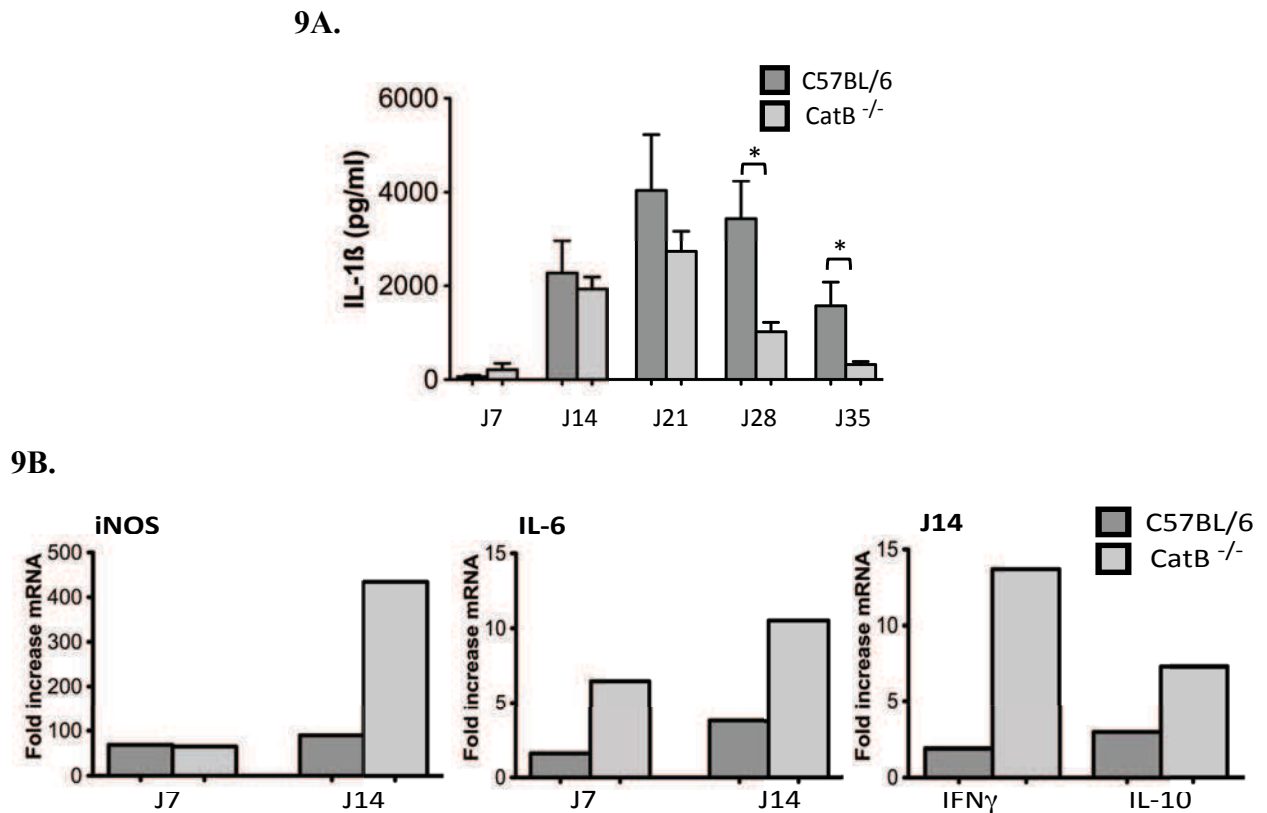 9A.
C57BL/6
CatB -/-
IL-1ß (pg/ml)
6000
4000
2000
0
*
*
J7 J14 J21 J28 J35
9B.
iNOS
Fold increase mRNA
500
400
300
200
100
0
J7 J14
IL-6
Fold increase mRNA
15
10
5
0
J7 J14
J14
Fold increase mRNA
15
10
5
0
IFNγ IL-10
C57BL/6
CatB -/-